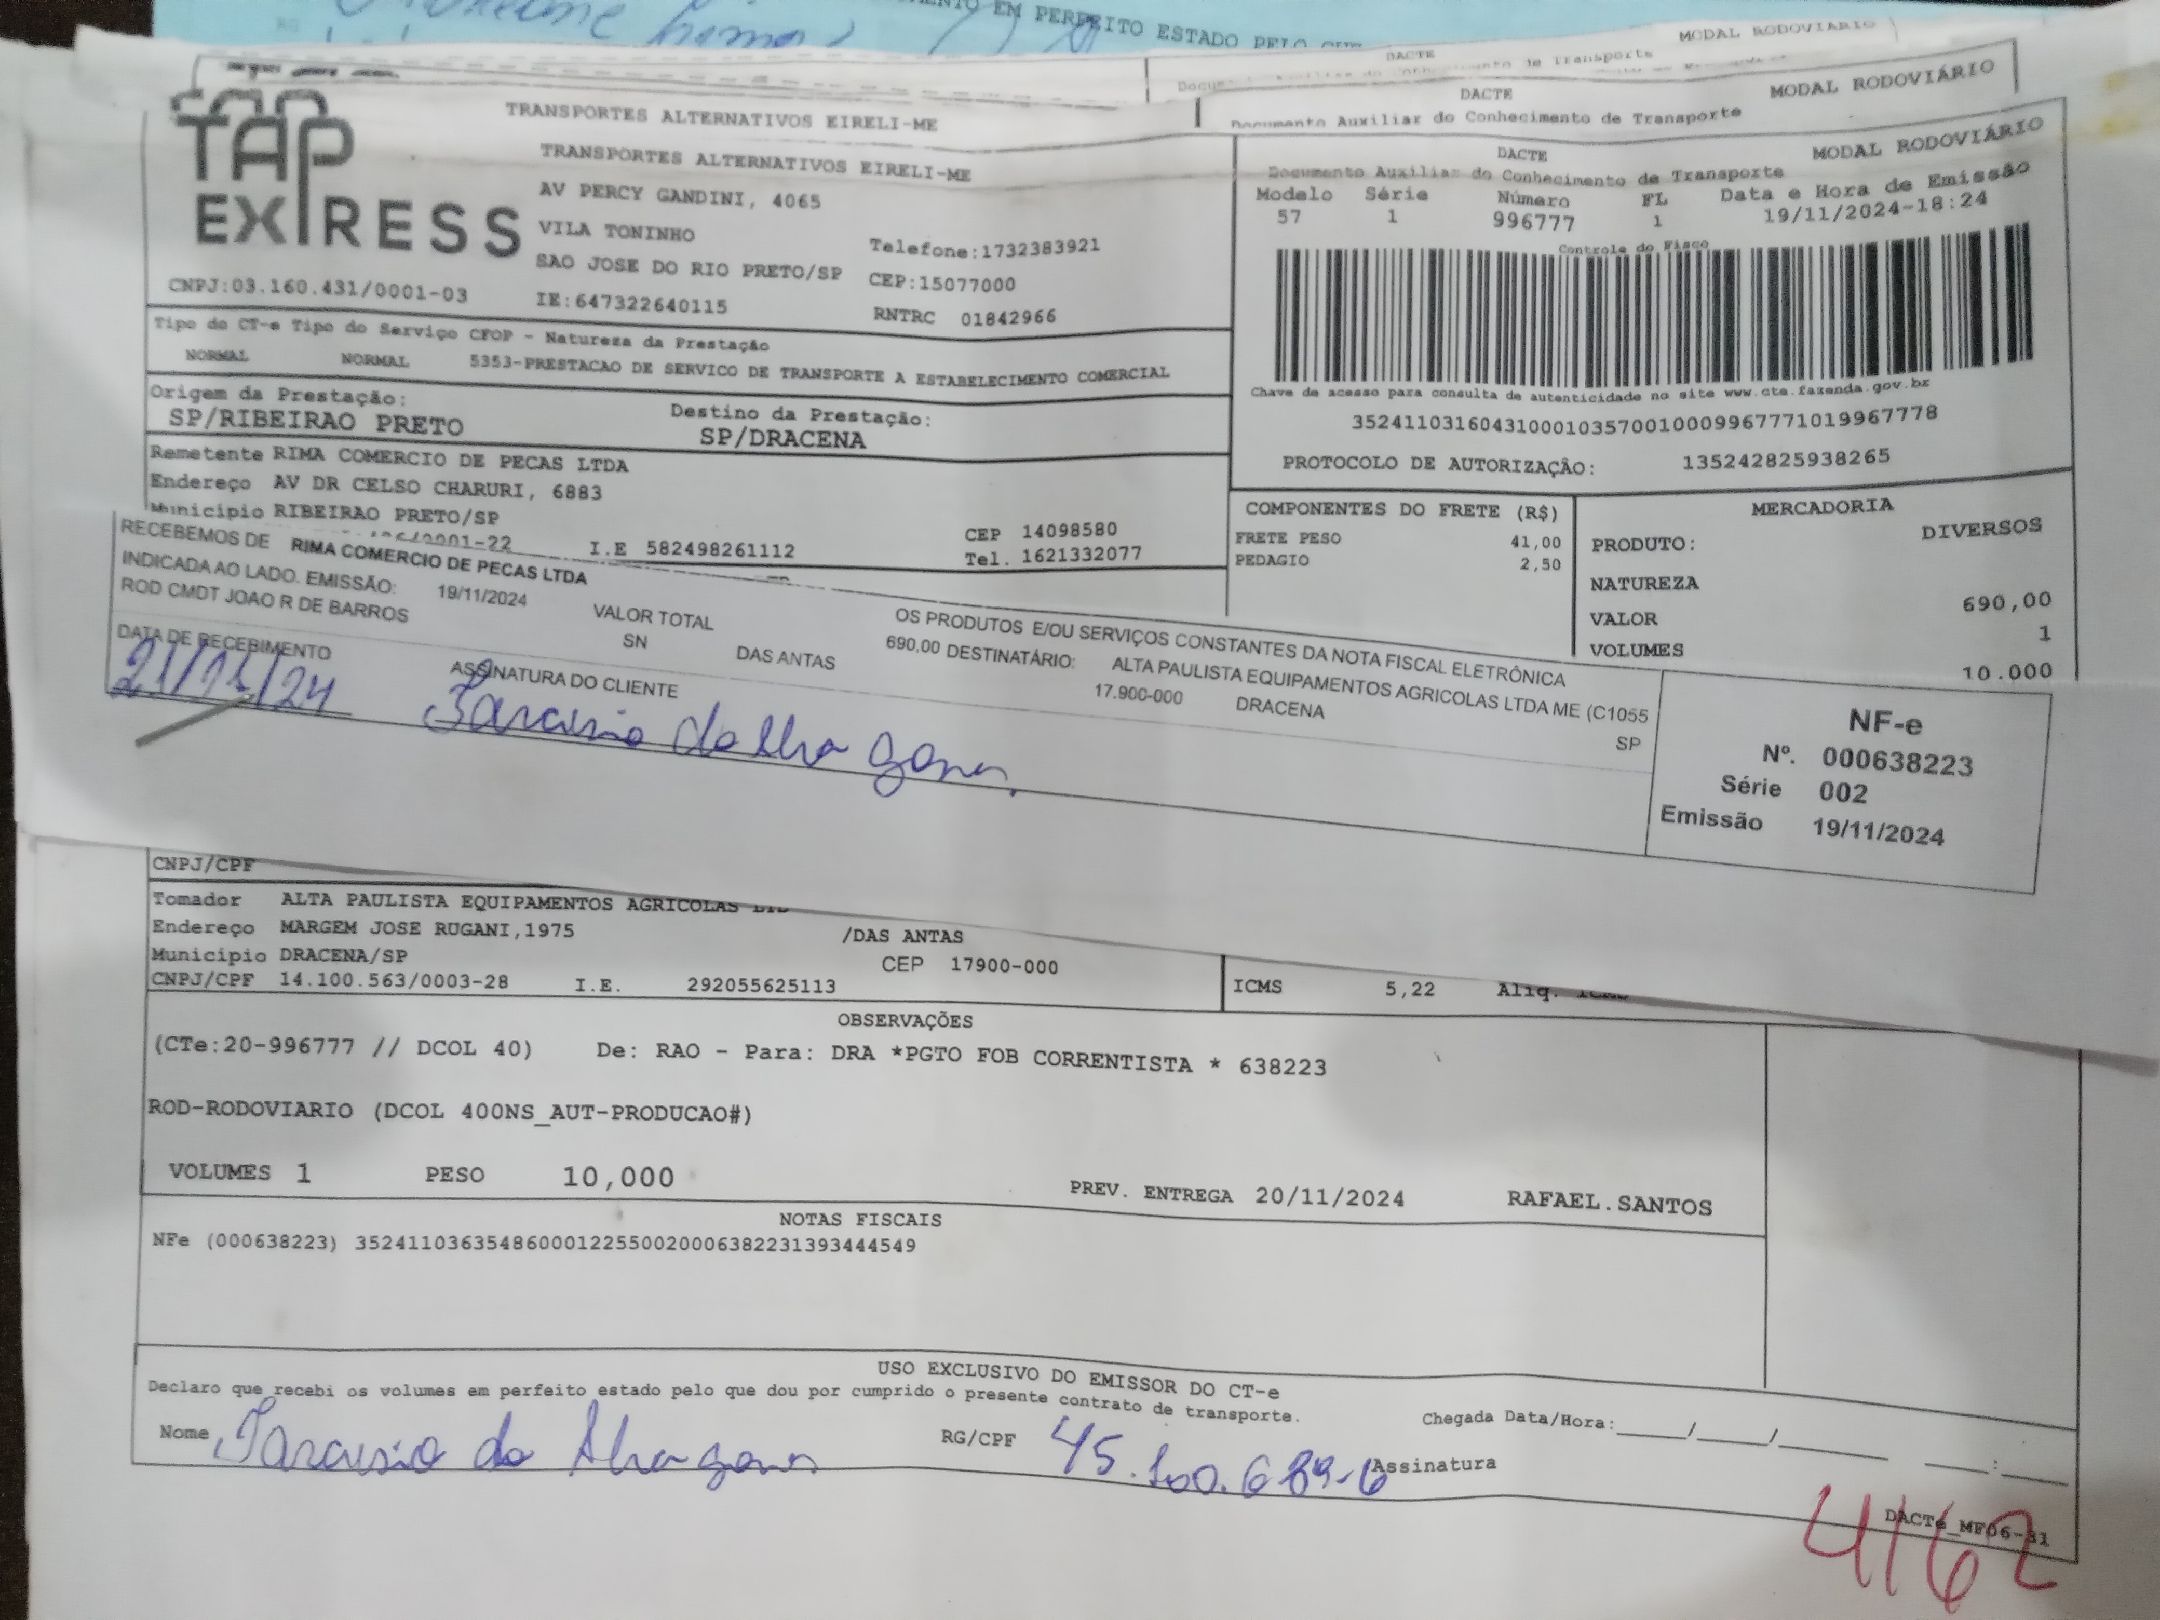 EM PERFEITO ESTADO PELO QUE
MODAL RODOVIÁRIO
DACTE
MODAL RODOVIÁRIO
DACTE
Documento Auxiliar do Conhecimento de Transporte
TAP EXPRESS
TRANSPORTES ALTERNATIVOS EIRELI-ME
TRANSPORTES ALTERNATIVOS EIRELI-ME
AV PERCY GANDINI, 4065
VILA TONINHO
Telefone:1732383921
SAO JOSE DO RIO PRETO/SP
CEP:15077000
CNPJ:03.160.431/0001-03
IE:647322640115
RNTRC 01842966
DACTE
MODAL RODOVIÁRIO
Documento Auxiliar do Conhecimento de Transporte
Modelo Série Número FL Data e Hora de Emissão
57 1 996777 1 19/11/2024-18:24
Controle do Fisco
Chave de acesso para consulta de autenticidade no site www.cte.fazenda.gov.br
35241103160431000103570010009967771019967778
PROTOCOLO DE AUTORIZAÇÃO: 135242825938265
Tipo do CT-e Tipo do Serviço CFOP - Natureza da Prestação
NORMAL NORMAL 5353-PRESTACAO DE SERVICO DE TRANSPORTE A ESTABELECIMENTO COMERCIAL
Origem da Prestação: Destino da Prestação:
SP/RIBEIRAO PRETO SP/DRACENA
Remetente RIMA COMERCIO DE PECAS LTDA
Endereço AV DR CELSO CHARURI, 6883
Município RIBEIRAO PRETO/SP CEP 14098580
/0001-22 I.E 582498261112 Tel. 1621332077
COMPONENTES DO FRETE (R$)
FRETE PESO 41,00
PEDAGIO 2,50
MERCADORIA
PRODUTO: DIVERSOS
NATUREZA
VALOR 690,00
VOLUMES 1
10.000
RECEBEMOS DE RIMA COMERCIO DE PECAS LTDA OS PRODUTOS E/OU SERVIÇOS CONSTANTES DA NOTA FISCAL ELETRÔNICA
INDICADA AO LADO. EMISSÃO: 19/11/2024 VALOR TOTAL 690,00 DESTINATÁRIO: ALTA PAULISTA EQUIPAMENTOS AGRICOLAS LTDA ME (C1055
ROD CMDT JOAO R DE BARROS SN DAS ANTAS 17.900-000 DRACENA SP
DATA DE RECEBIMENTO ASSINATURA DO CLIENTE
21/11/24
NF-e
Nº. 000638223
Série 002
Emissão 19/11/2024
CNPJ/CPF
Tomador ALTA PAULISTA EQUIPAMENTOS AGRICOLAS LTD
Endereço MARGEM JOSE RUGANI,1975 /DAS ANTAS
Município DRACENA/SP CEP 17900-000
CNPJ/CPF 14.100.563/0003-28 I.E. 292055625113
ICMS 5,22 Aliq. ICMS
OBSERVAÇÕES
(CTe:20-996777 // DCOL 40) De: RAO - Para: DRA *PGTO FOB CORRENTISTA * 638223
ROD-RODOVIARIO (DCOL 400NS_AUT-PRODUCAO#)
VOLUMES 1 PESO 10,000 PREV. ENTREGA 20/11/2024 RAFAEL.SANTOS
NOTAS FISCAIS
NFe (000638223) 35241103635486000122550020006382231393444549
USO EXCLUSIVO DO EMISSOR DO CT-e
Declaro que recebi os volumes em perfeito estado pelo que dou por cumprido o presente contrato de transporte.
Nome RG/CPF Assinatura
Chegada Data/Hora:____/____/______ ____:____
DACTe_MF06-31
4162